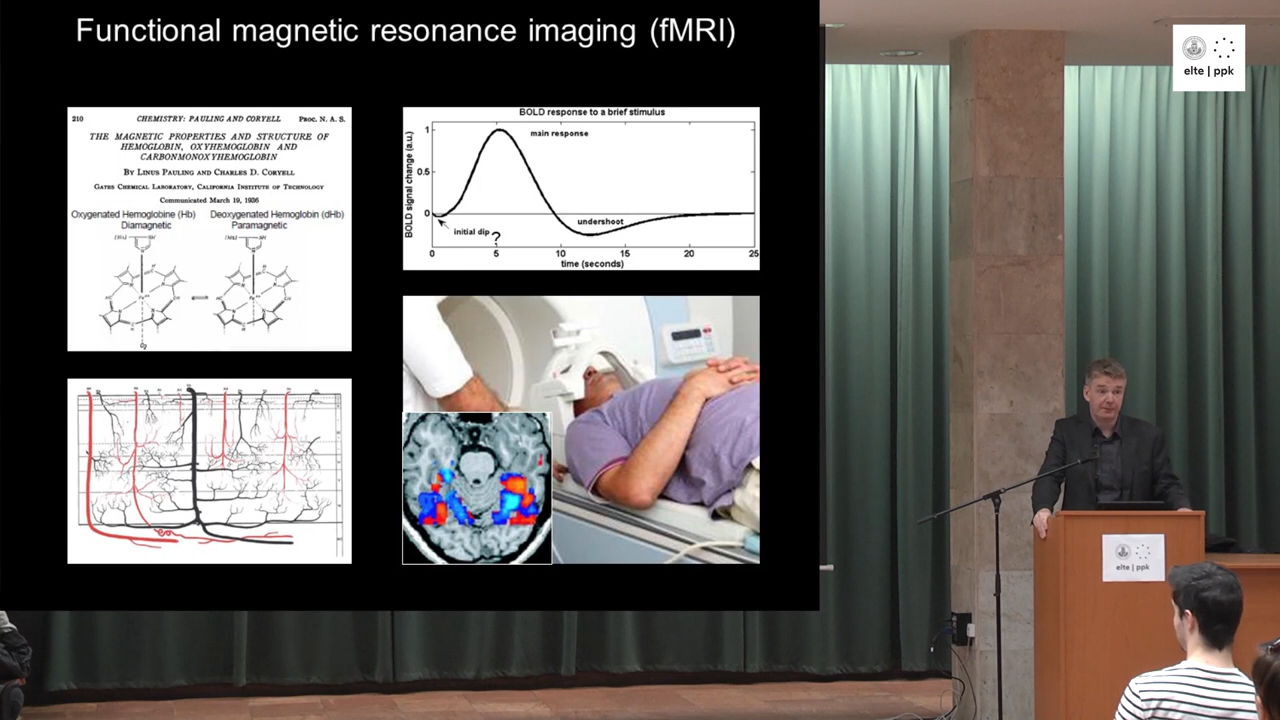 Functional magnetic resonance imaging (fMRI)
elte | ppk
210 CHEMISTRY: PAULING AND CORYELL PROC. N. A. S.
THE MAGNETIC PROPERTIES AND STRUCTURE OF
HEMOGLOBIN, OXYHEMOGLOBIN AND
CARBONMONOXYHEMOGLOBIN
BY LINUS PAULING AND CHARLES D. CORYELL
GATES CHEMICAL LABORATORY, CALIFORNIA INSTITUTE OF TECHNOLOGY
Communicated March 19, 1936
Oxygenated Hemoglobine (Hb)
Diamagnetic
Deoxygenated Hemoglobin (dHb)
Paramagnetic
O2
BOLD response to a brief stimulus
BOLD signal change (a.u.)
1
0.5
0
main response
undershoot
initial dip
?
0 5 10 15 20 25
time (seconds)
elte | ppk